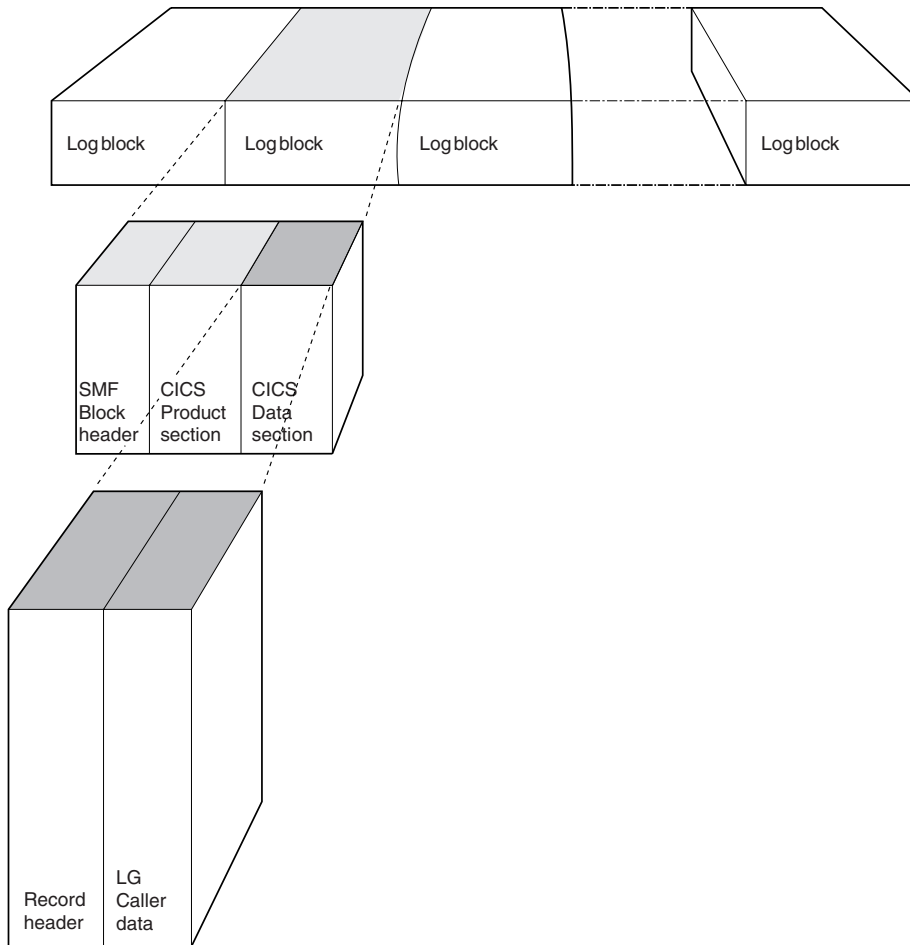 Log block
Log block
Log block
Log block
SMF
Block
header
CICS
Product
section
CICS
Data
section
Record
header
LG
Caller
data